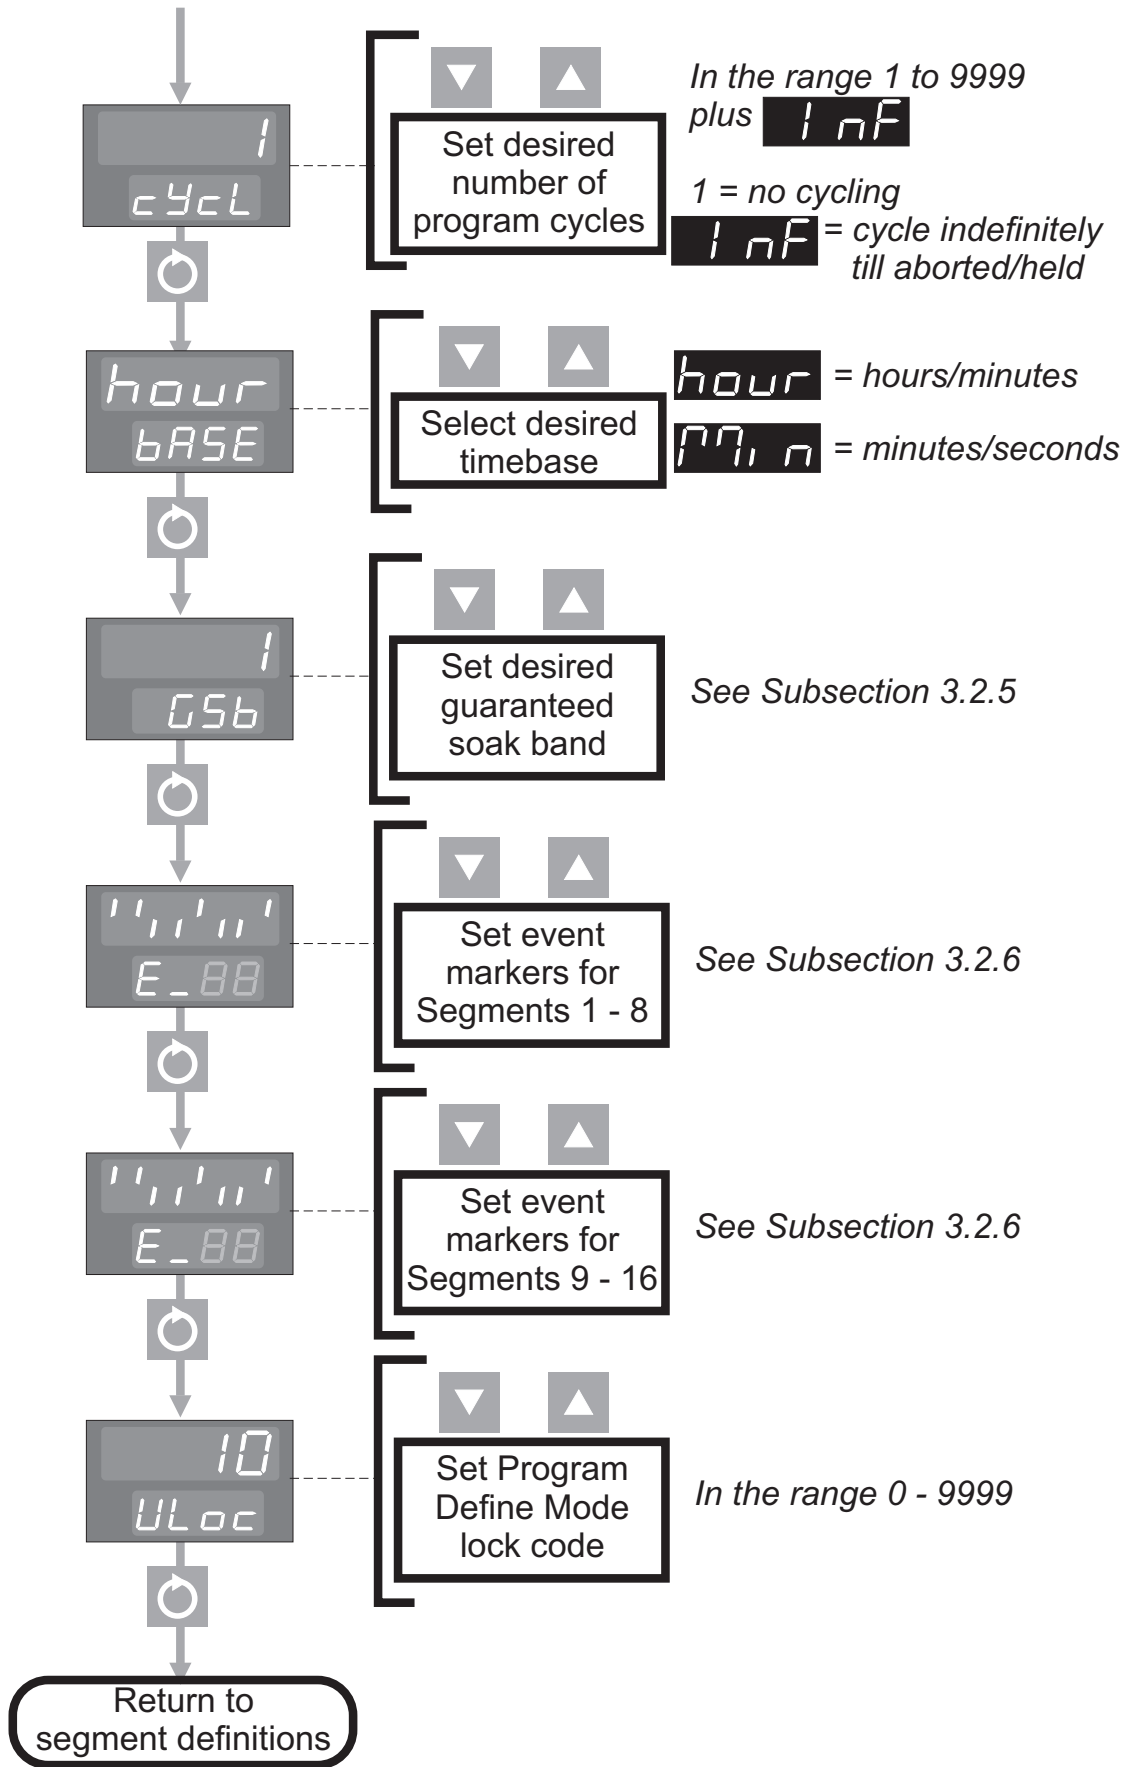 1
cYcL
Set desired
number of
program cycles
In the range 1 to 9999
plus InF
1 = no cycling
InF = cycle indefinitely
till aborted/held
hour
bASE
Select desired
timebase
hour = hours/minutes
Min = minutes/seconds
1
GSb
Set desired
guaranteed
soak band
See Subsection 3.2.5
E_88
Set event
markers for
Segments 1 - 8
See Subsection 3.2.6
E_88
Set event
markers for
Segments 9 - 16
See Subsection 3.2.6
10
ULoc
Set Program
Define Mode
lock code
In the range 0 - 9999
Return to
segment definitions